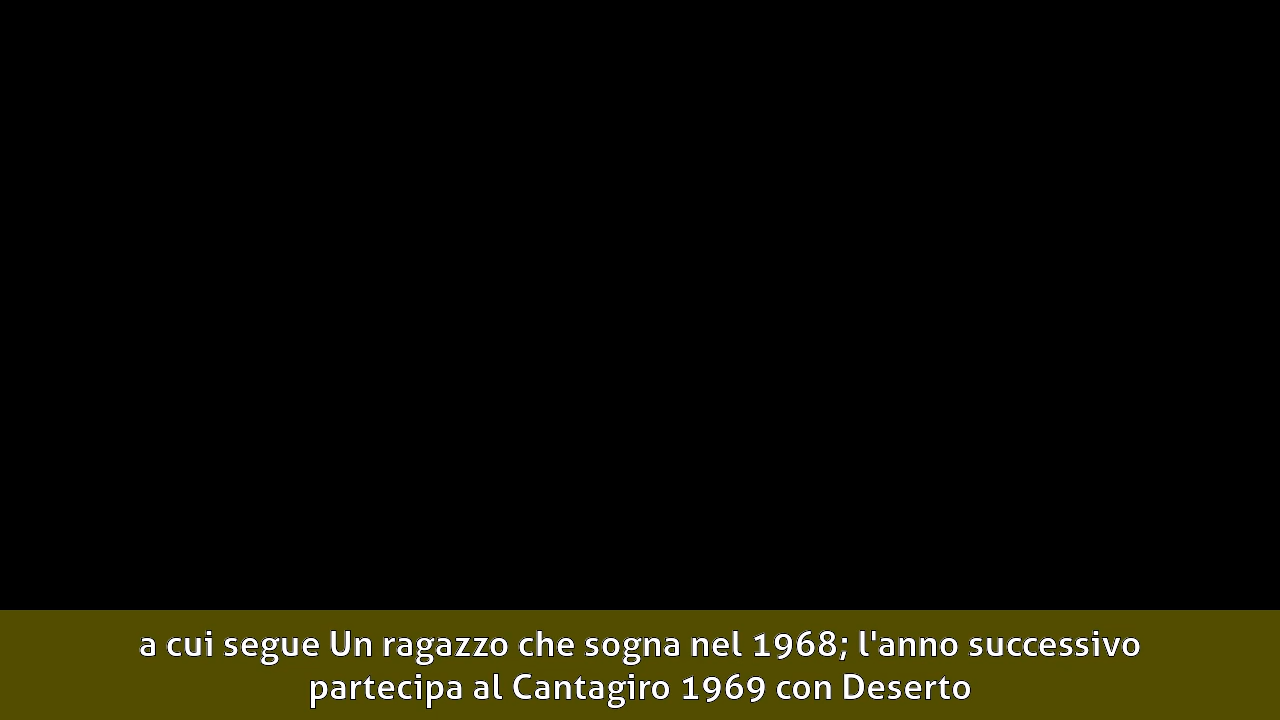 a cui segue Un ragazzo che sogna nel 1968; l'anno successivo
partecipa al Cantagiro 1969 con Deserto